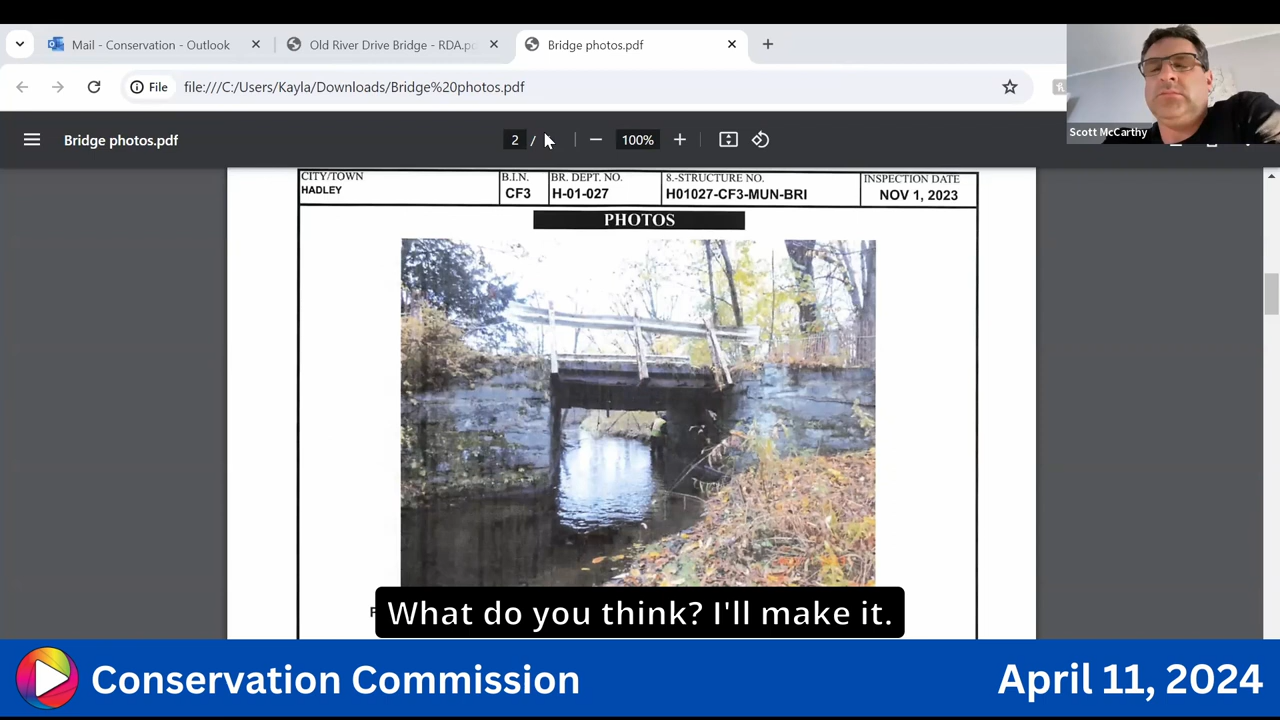 Mail - Conservation - Outlook
Old River Drive Bridge - RDA.p
Bridge photos.pdf
File
file:///C:/Users/Kayla/Downloads/Bridge%20photos.pdf
Bridge photos.pdf
2 /
100%
Scott McCarthy
CITY/TOWN
HADLEY
B.I.N.
CF3
BR. DEPT. NO.
H-01-027
8.-STRUCTURE NO.
H01027-CF3-MUN-BRI
INSPECTION DATE
NOV 1, 2023
PHOTOS
What do you think? I'll make it.
Conservation Commission
April 11, 2024